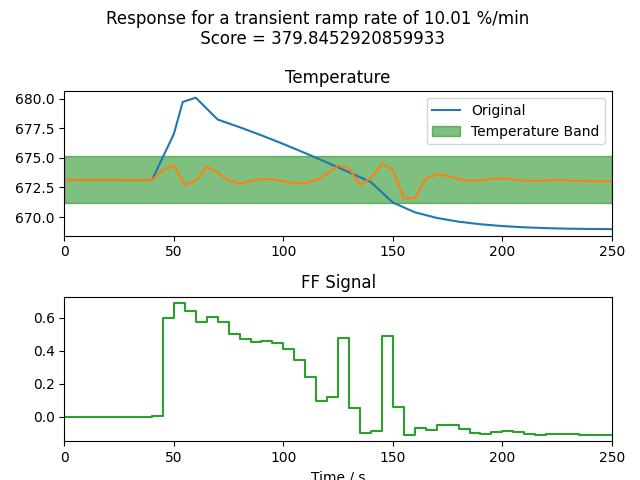 Response for a transient ramp rate of 10.01 %/min
Score = 379.8452920859933
Temperature
680.0
677.5
675.0
672.5
670.0
Original
Temperature Band
0 50 100 150 200 250
FF Signal
0.6
0.4
0.2
0.0
0 50 100 150 200 250
Time / s